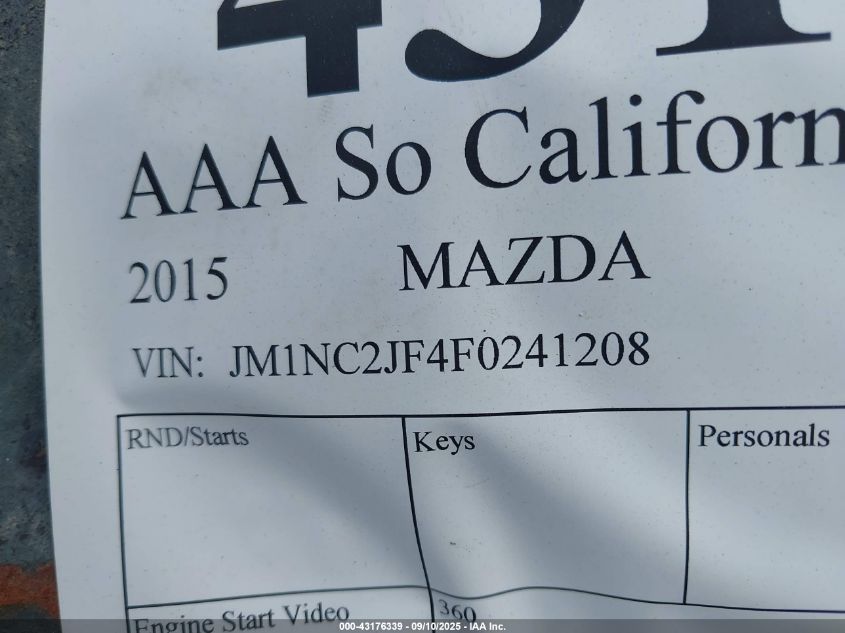 AAA So Californ
2015 MAZDA
VIN: JM1NC2JF4F0241208
RND/Starts Keys Personals
Engine Start Video 360
000-43176339 - 09/10/2025 - IAA Inc.